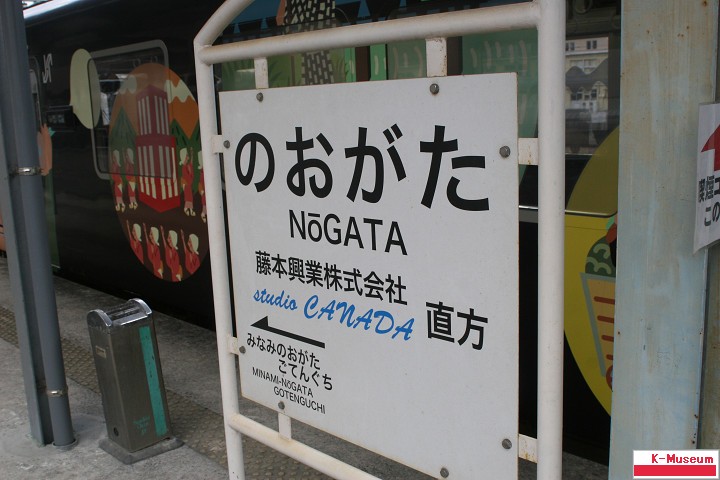 のおがた
NōGATA
藤本興業株式会社
studio CANADA
直方
みなみのおがた
ごてんぐち
MINAMI-NōGATA
GOTENGUCHI
K-Museum